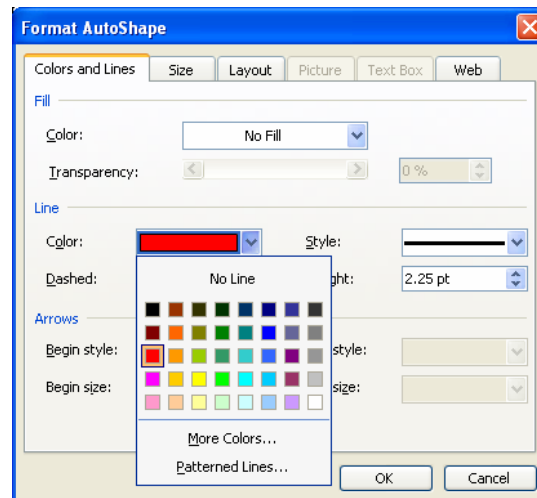 Format AutoShape
Colors and Lines Size Layout Picture Text Box Web
Fill
Color: No Fill
Transparency: 0 %
Line
Color: Style:
Dashed: No Line ght: 2.25 pt
Arrows
Begin style: style:
Begin size: size:
More Colors...
Patterned Lines...
OK Cancel